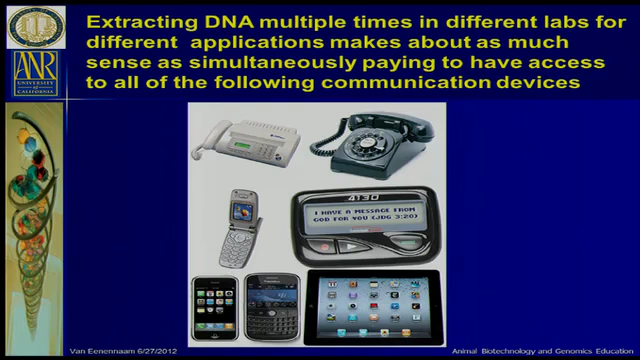 Extracting DNA multiple times in different labs for
different applications makes about as much
sense as simultaneously paying to have access
to all of the following communication devices
ANR
UNIVERSITY
of
CALIFORNIA
4130
I HAVE A MESSAGE FROM
GOD FOR YOU (JDG 3:20)
Van Eenennaam 6/27/2012
Animal Biotechnology and Genomics Education